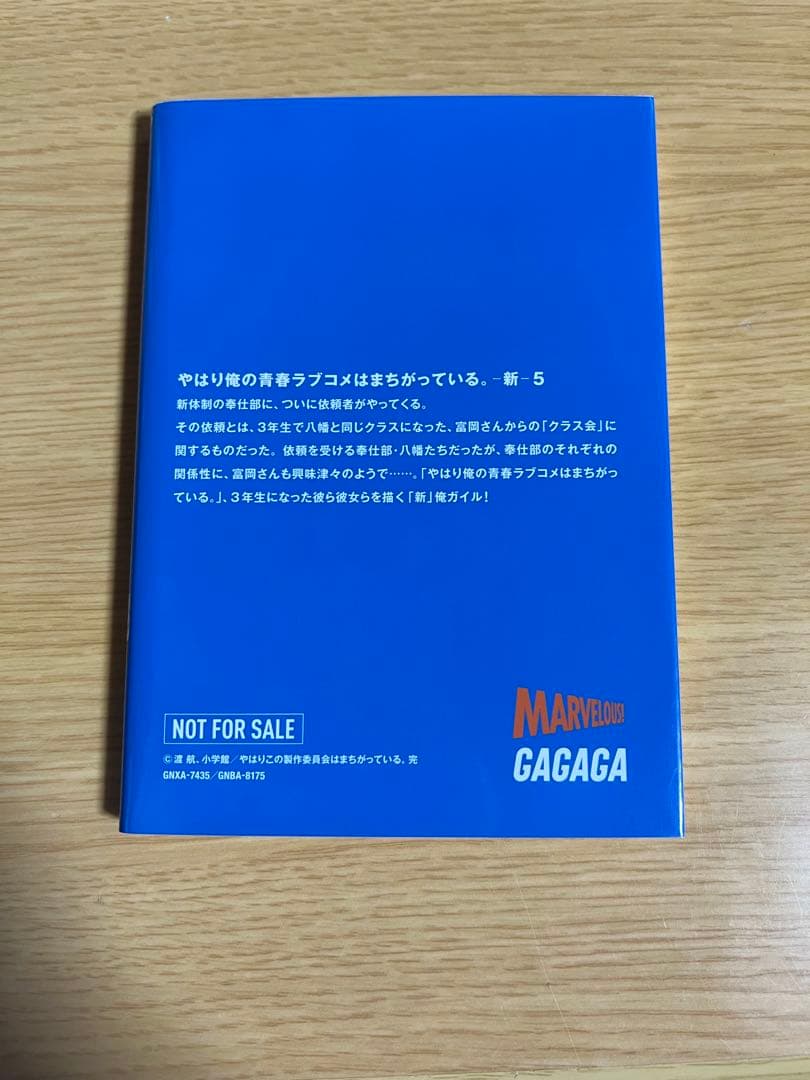 やはり俺の青春ラブコメはまちがっている。-新-5
新体制の奉仕部に、ついに依頼者がやってくる。
その依頼とは、3年生で八幡と同じクラスになった、富岡さんからの「クラス会」に
関するものだった。依頼を受ける奉仕部・八幡たちだったが、奉仕部のそれぞれの
関係性に、富岡さんも興味津々のようで……。「やはり俺の青春ラブコメはまちがっ
ている。」、3年生になった彼ら彼女らを描く「新」俺ガイル！
MARVELOUS!
NOT FOR SALE
GAGAGA
©渡 航、小学館／やはりこの製作委員会はまちがっている。完
GNXA-7435／GNBA-8175